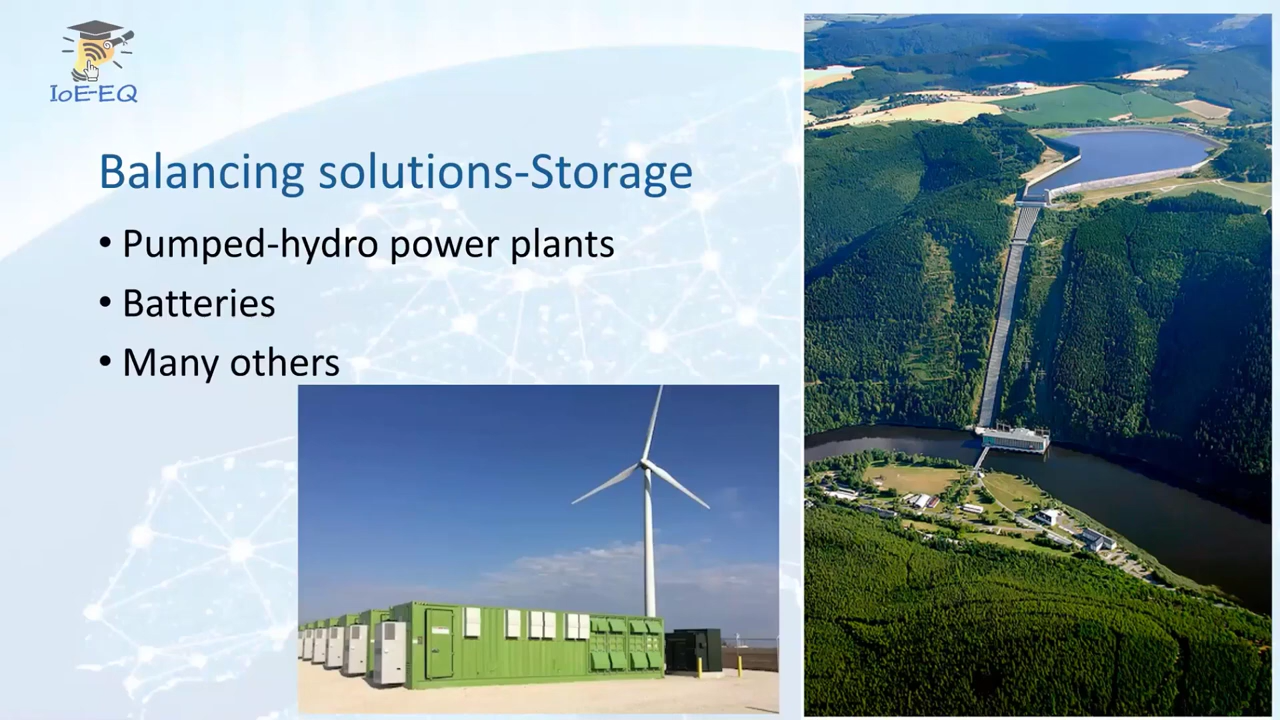 IoE-EQ
Balancing solutions-Storage
• Pumped-hydro power plants
• Batteries
• Many others